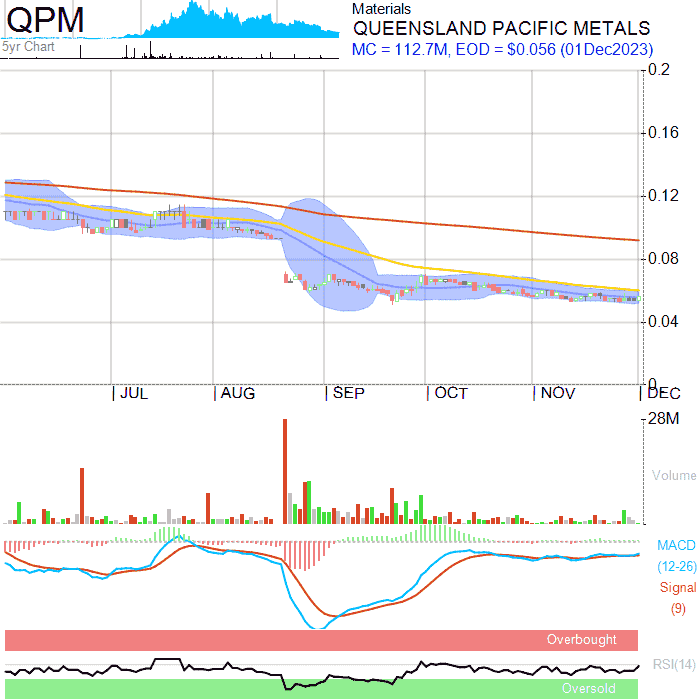 QPM
5yr Chart
Materials
QUEENSLAND PACIFIC METALS
MC = 112.7M, EOD = $0.056 (01Dec2023)
0.2
0.16
0.12
0.08
0.04
0
JUL AUG SEP OCT NOV DEC
28M
Volume
MACD
(12-26)
Signal
(9)
Overbought
RSI(14)
Oversold